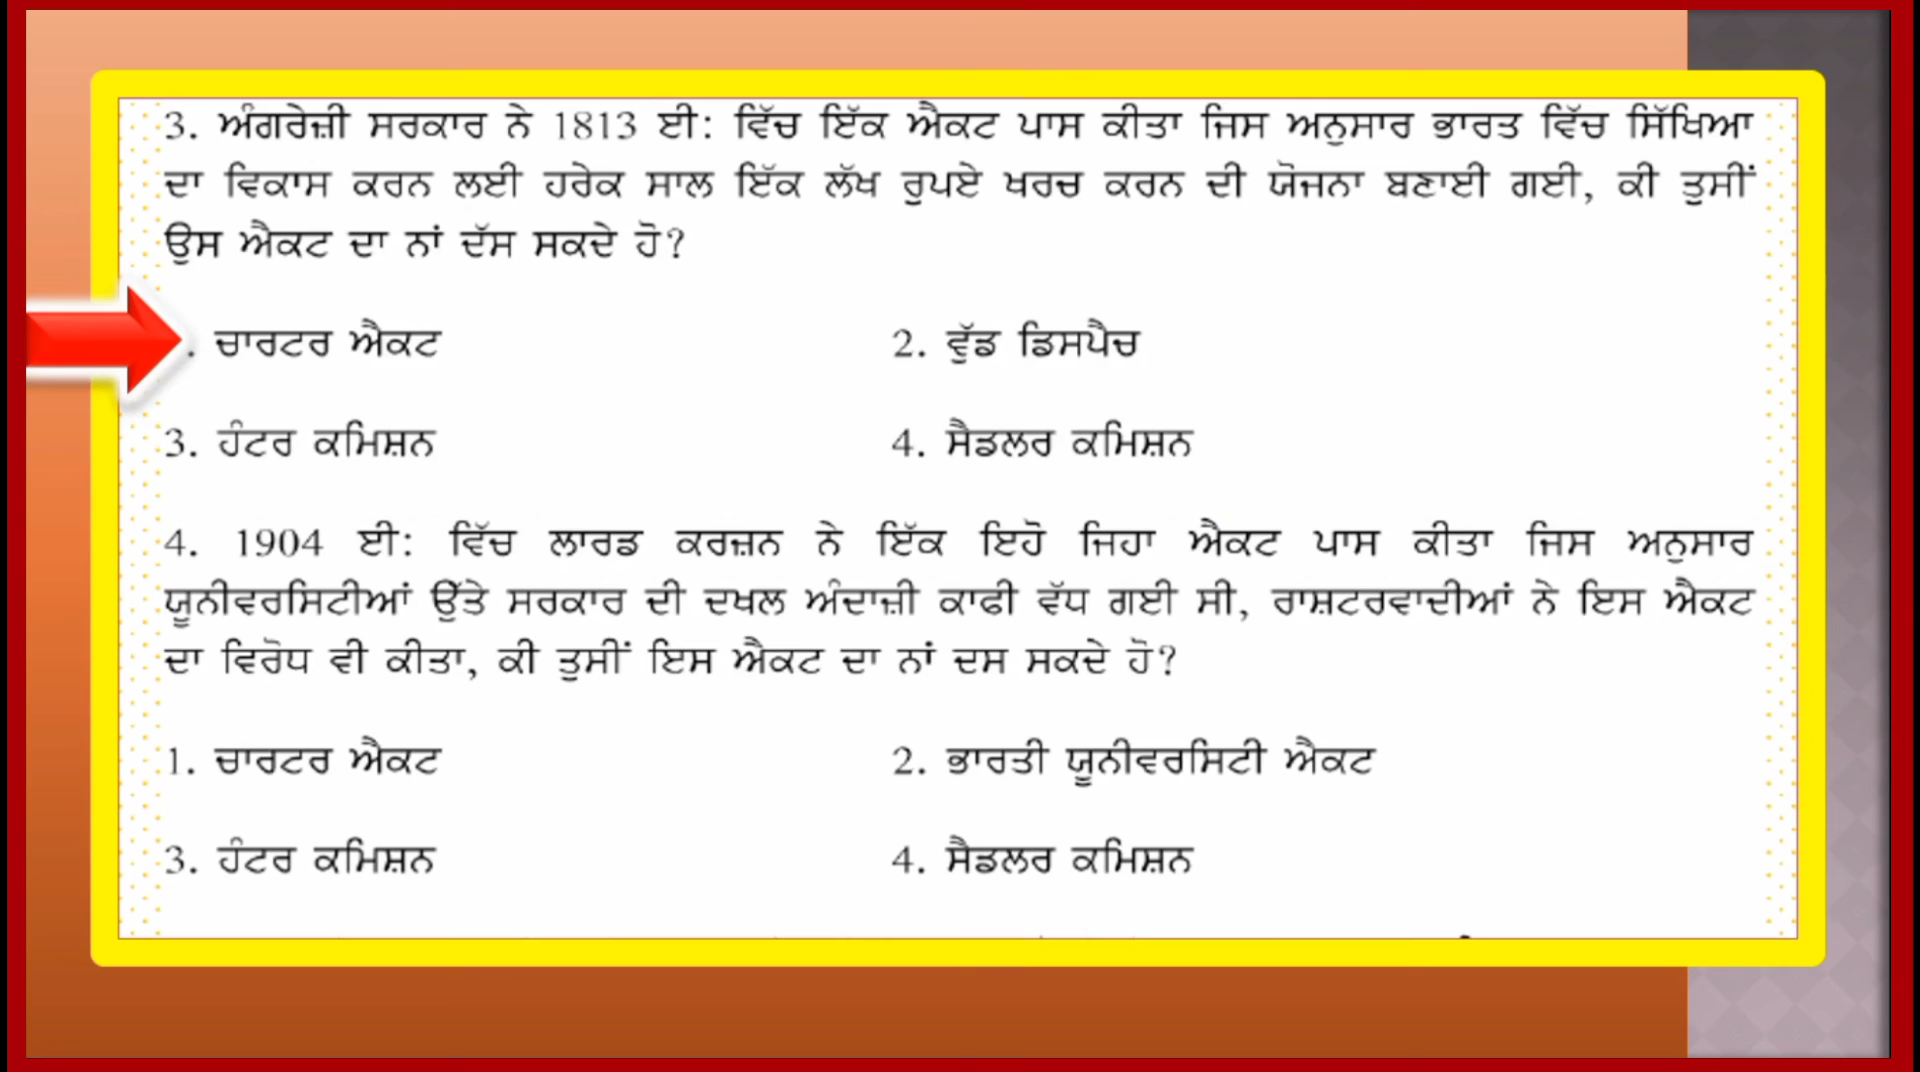 3. ਅੰਗਰੇਜ਼ੀ ਸਰਕਾਰ ਨੇ 1813 ਈ: ਵਿੱਚ ਇੱਕ ਐਕਟ ਪਾਸ ਕੀਤਾ ਜਿਸ ਅਨੁਸਾਰ ਭਾਰਤ ਵਿੱਚ ਸਿੱਖਿਆ
ਦਾ ਵਿਕਾਸ ਕਰਨ ਲਈ ਹਰੇਕ ਸਾਲ ਇੱਕ ਲੱਖ ਰੁਪਏ ਖਰਚ ਕਰਨ ਦੀ ਯੋਜਨਾ ਬਣਾਈ ਗਈ, ਕੀ ਤੁਸੀਂ
ਉਸ ਐਕਟ ਦਾ ਨਾਂ ਦੱਸ ਸਕਦੇ ਹੋ?
. ਚਾਰਟਰ ਐਕਟ
2. ਵੁੱਡ ਡਿਸਪੈਚ
3. ਹੰਟਰ ਕਮਿਸ਼ਨ
4. ਸੈਡਲਰ ਕਮਿਸ਼ਨ
4. 1904 ਈ: ਵਿੱਚ ਲਾਰਡ ਕਰਜ਼ਨ ਨੇ ਇੱਕ ਇਹੋ ਜਿਹਾ ਐਕਟ ਪਾਸ ਕੀਤਾ ਜਿਸ ਅਨੁਸਾਰ
ਯੂਨੀਵਰਸਿਟੀਆਂ ਉੱਤੇ ਸਰਕਾਰ ਦੀ ਦਖਲ ਅੰਦਾਜ਼ੀ ਕਾਫੀ ਵੱਧ ਗਈ ਸੀ, ਰਾਸ਼ਟਰਵਾਦੀਆਂ ਨੇ ਇਸ ਐਕਟ
ਦਾ ਵਿਰੋਧ ਵੀ ਕੀਤਾ, ਕੀ ਤੁਸੀਂ ਇਸ ਐਕਟ ਦਾ ਨਾਂ ਦਸ ਸਕਦੇ ਹੋ?
1. ਚਾਰਟਰ ਐਕਟ
2. ਭਾਰਤੀ ਯੂਨੀਵਰਸਿਟੀ ਐਕਟ
3. ਹੰਟਰ ਕਮਿਸ਼ਨ
4. ਸੈਡਲਰ ਕਮਿਸ਼ਨ